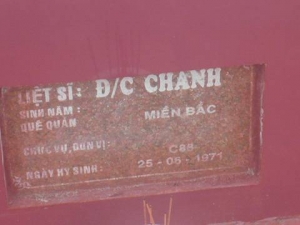 LIỆT SĨ: Đ/C CHANH
SINH NĂM:
QUÊ QUÁN MIỀN BẮC
CHỨC VỤ, ĐƠN VỊ: C88
NGÀY HY SINH: 25-05-1971